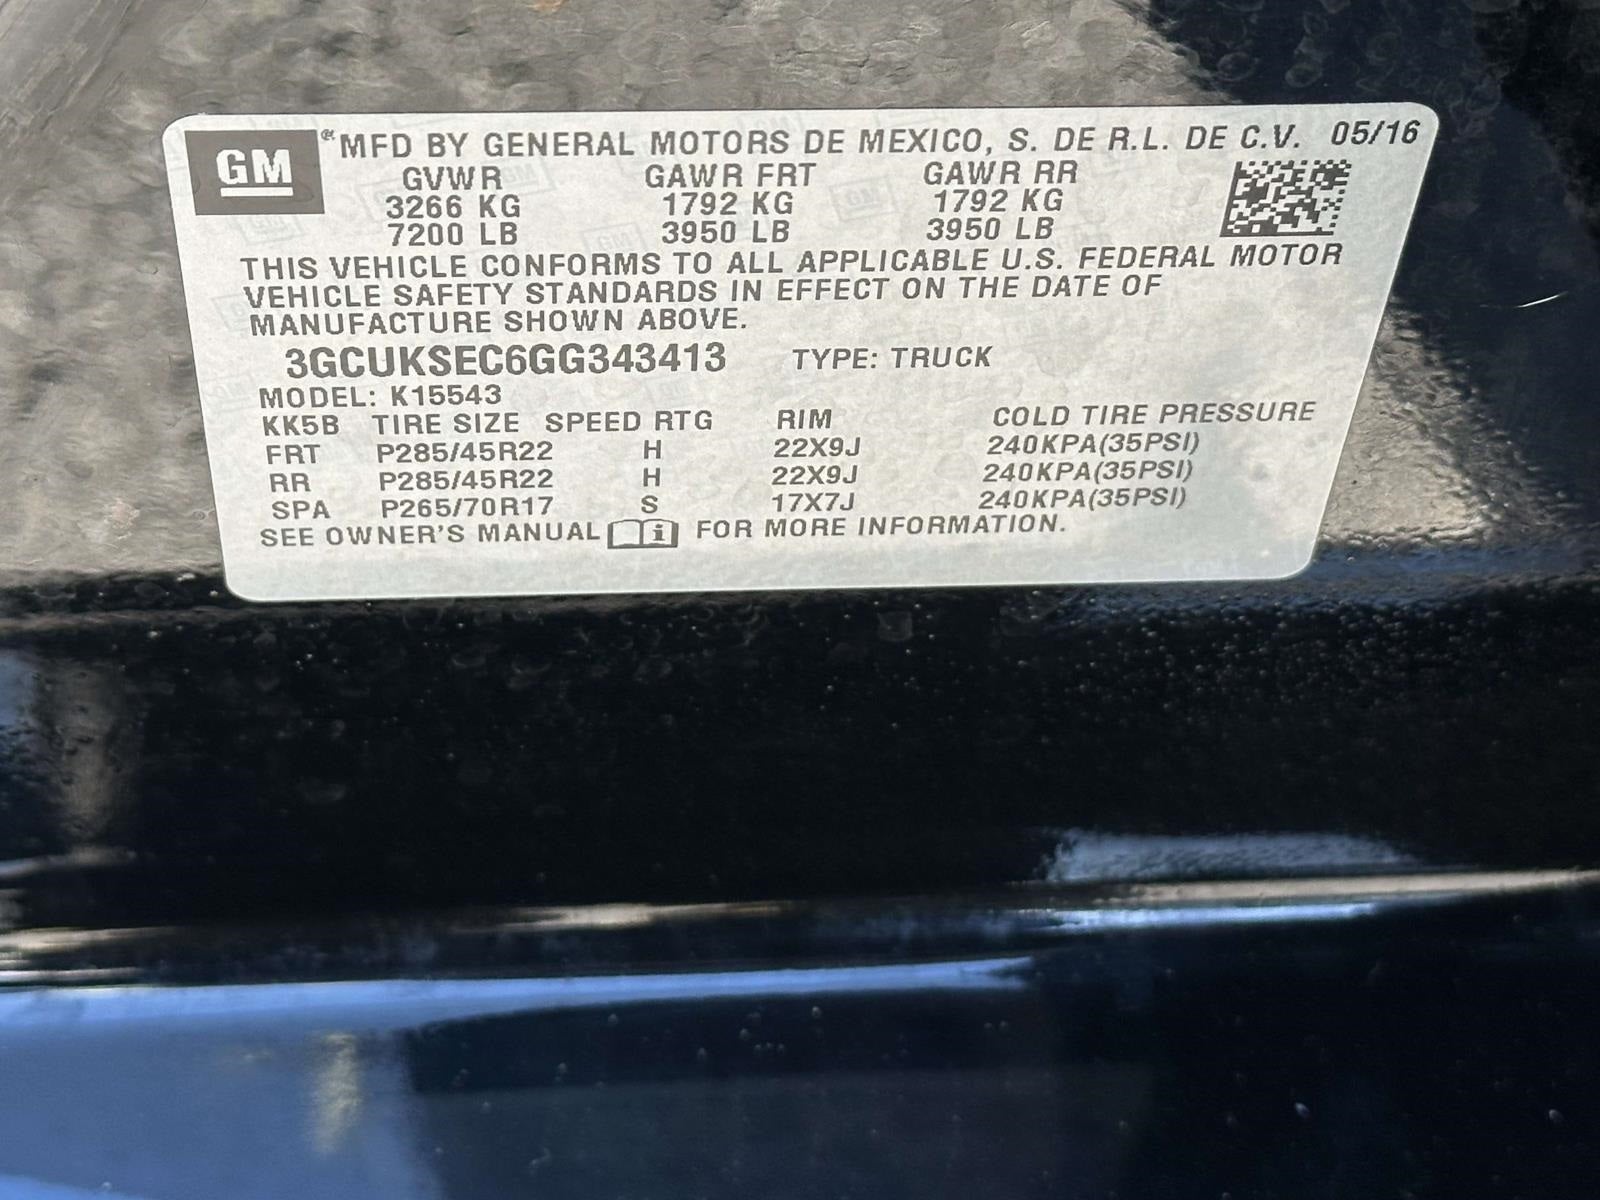 GM ® MFD BY GENERAL MOTORS DE MEXICO, S. DE R.L. DE C.V. 05/16
GVWR GAWR FRT GAWR RR
3266 KG 1792 KG 1792 KG
7200 LB 3950 LB 3950 LB
THIS VEHICLE CONFORMS TO ALL APPLICABLE U.S. FEDERAL MOTOR
VEHICLE SAFETY STANDARDS IN EFFECT ON THE DATE OF
MANUFACTURE SHOWN ABOVE.
3GCUKSEC6GG343413 TYPE: TRUCK
MODEL: K15543
KK5B TIRE SIZE SPEED RTG RIM COLD TIRE PRESSURE
FRT P285/45R22 H 22X9J 240KPA(35PSI)
RR P285/45R22 H 22X9J 240KPA(35PSI)
SPA P265/70R17 S 17X7J 240KPA(35PSI)
SEE OWNER'S MANUAL i FOR MORE INFORMATION.